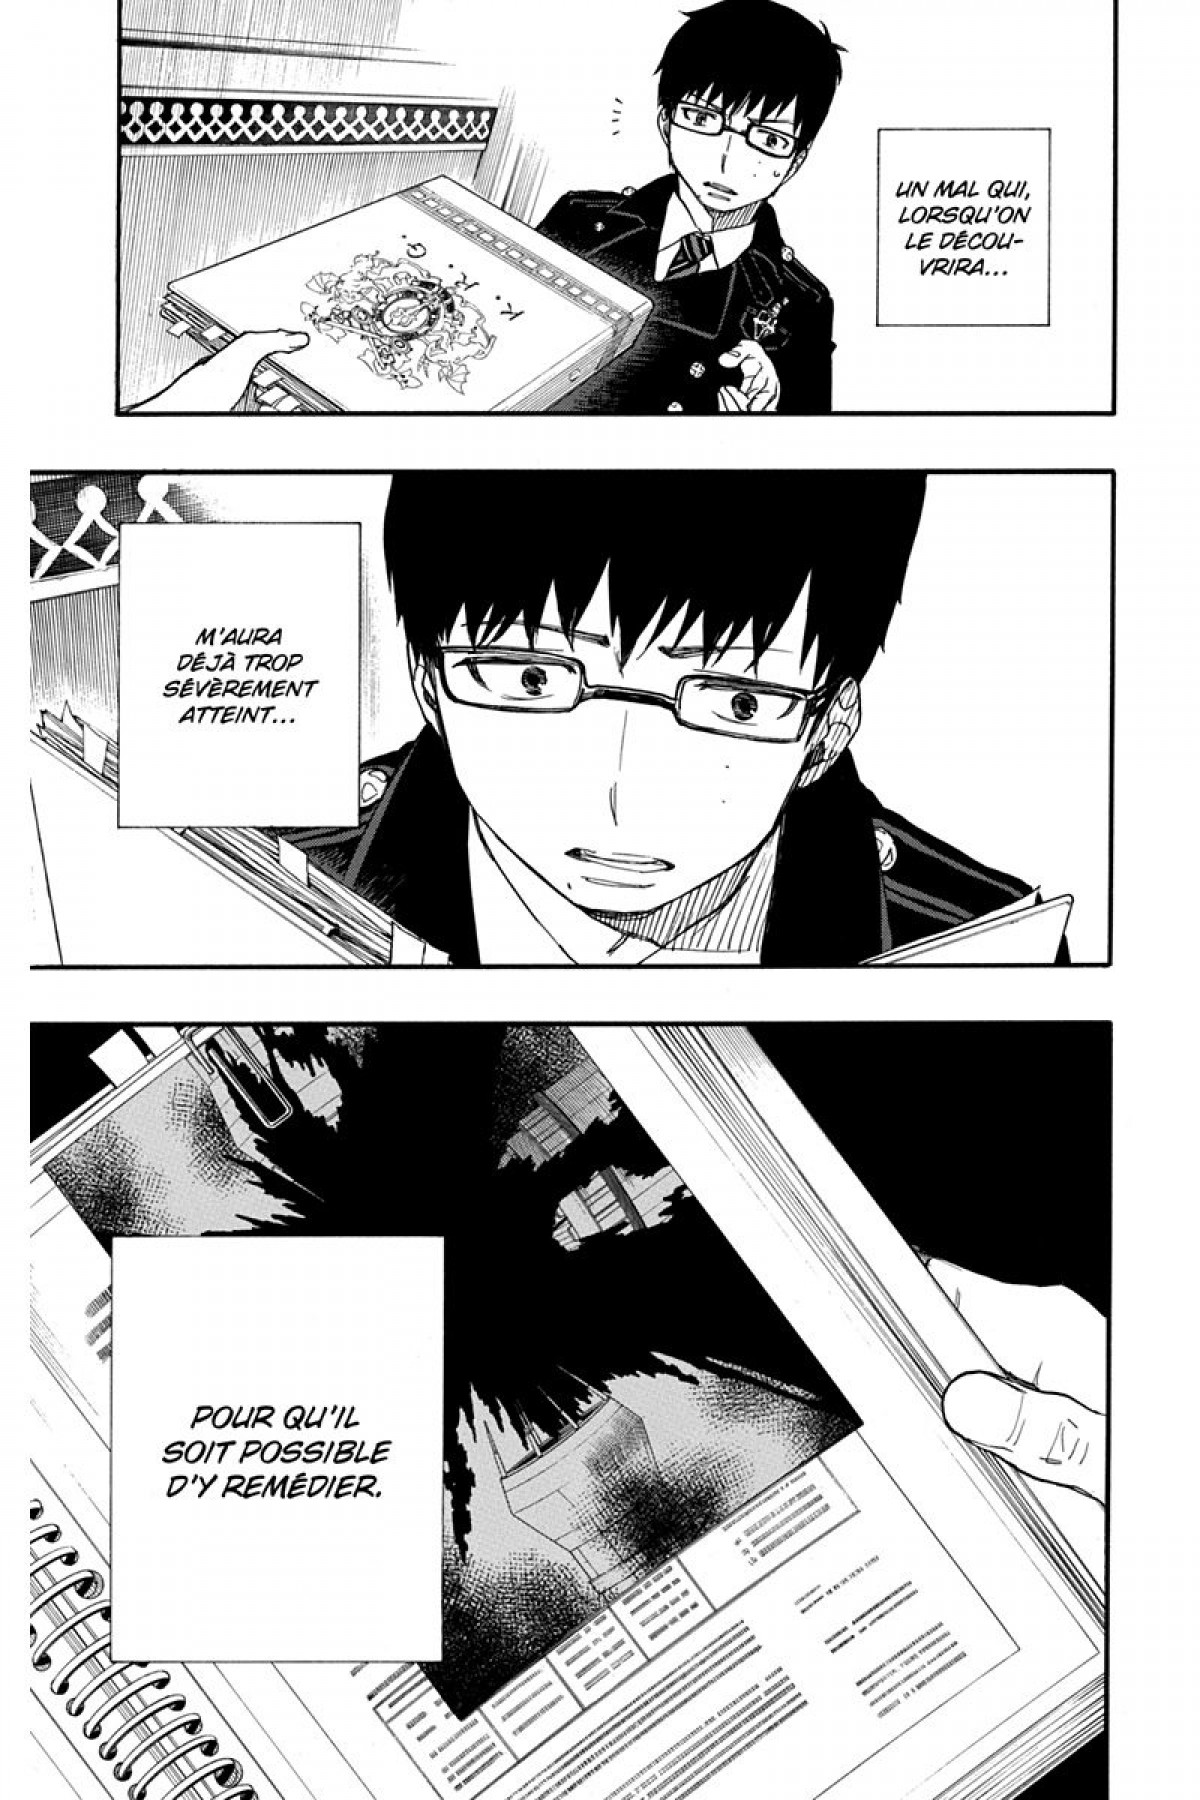 UN MAL QUI,
LORSQU'ON
LE DÉCOU-
VRIRA...
G. K. K. K.
M'AURA
DÉJÀ TROP
SÉVÈREMENT
ATTEINT...
POUR QU'IL
SOIT POSSIBLE
D'Y REMÉDIER.